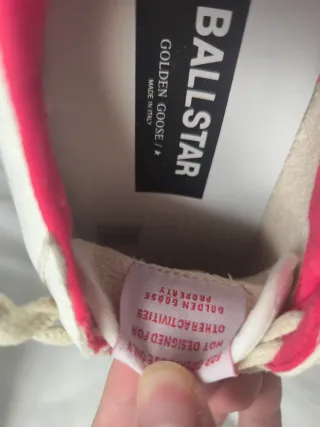 BALLSTAR
GOLDEN GOOSE / ★
MADE IN ITALY
NOT DESIGNED FOR
OTHER ACTIVITIES
GOLDEN GOOSE
PROPERTY